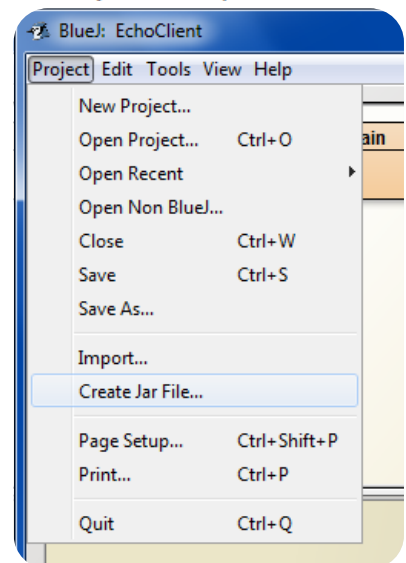 BlueJ: EchoClient
Project Edit Tools View Help
New Project...
Open Project... Ctrl+O
ain
Open Recent
Open Non BlueJ...
Close Ctrl+W
Save Ctrl+S
Save As...
Import...
Create Jar File...
Page Setup... Ctrl+Shift+P
Print... Ctrl+P
Quit Ctrl+Q